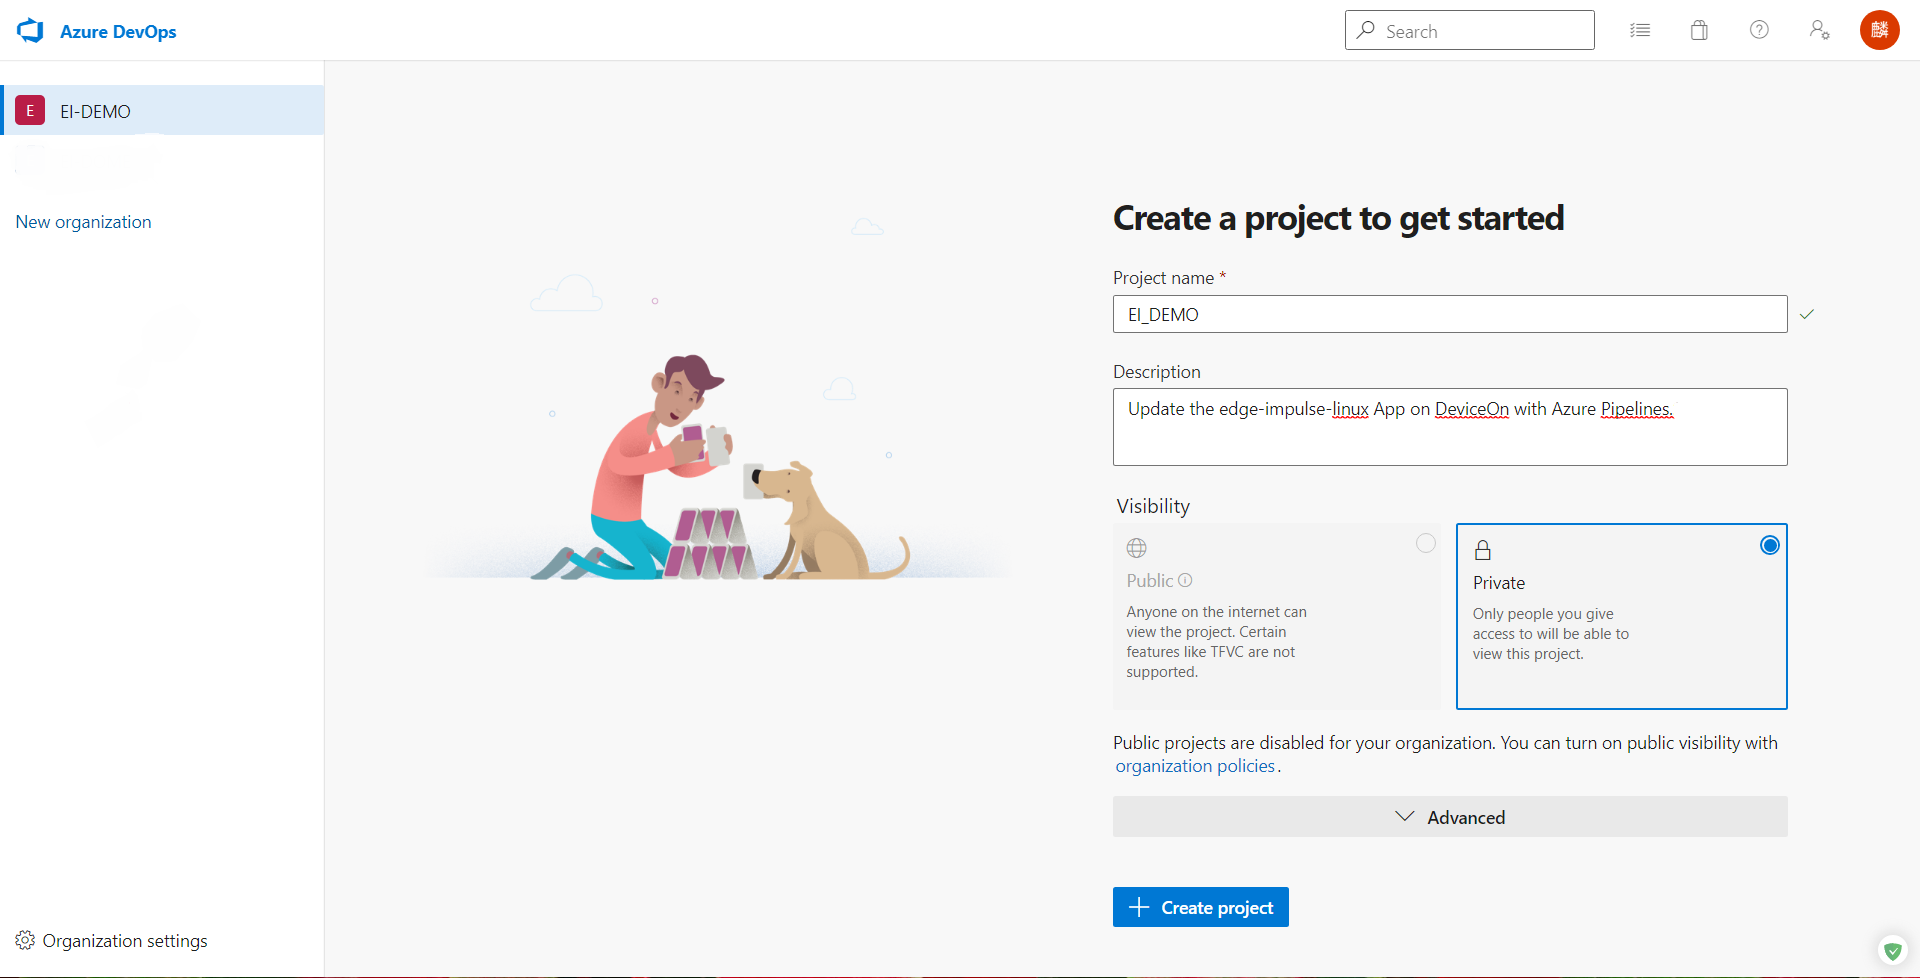 Azure DevOps
Search
麟
E
EI-DEMO
New organization
Create a project to get started
Project name *
EI_DEMO
Description
Update the edge-impulse-linux App on DeviceOn with Azure Pipelines.
Visibility
Public
Anyone on the internet can
view the project. Certain
features like TFVC are not
supported.
Private
Only people you give
access to will be able to
view this project.
Public projects are disabled for your organization. You can turn on public visibility with
organization policies.
Advanced
Create project
Organization settings